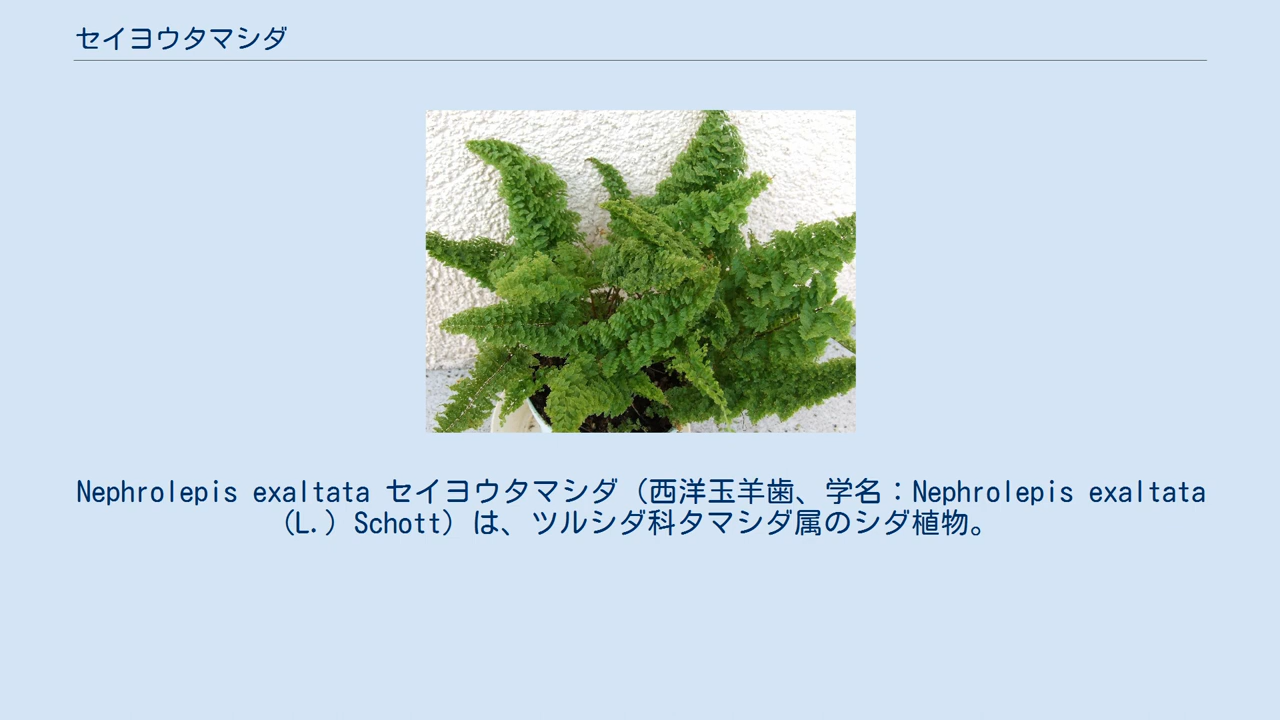 セイヨウタマシダ
Nephrolepis exaltata セイヨウタマシダ（西洋玉羊歯、学名：Nephrolepis exaltata
（L.）Schott）は、ツルシダ科タマシダ属のシダ植物。